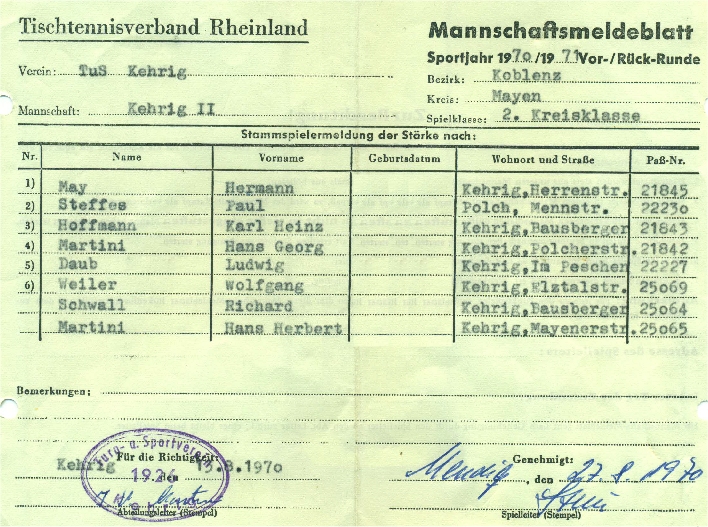 Tischtennisverband Rheinland
Mannschaftsmeldeblatt
Sportjahr 1970/1971 Vor-/Rück-Runde
Verein: TuS Kehrig
Bezirk: Koblenz
Kreis: Mayen
Mannschaft: Kehrig II
Spielklasse: 2. Kreisklasse
Stammspielermeldung der Stärke nach:
Nr. Name Vorname Geburtsdatum Wohnort und Straße Paß-Nr.
1) May Hermann Kehrig,Herrenstr. 21845
2) Steffes Paul Polch, Mennstr. 22230
3) Hoffmann Karl Heinz Kehrig,Bausberger 21843
4) Martini Hans Georg Kehrig,Polcherstr. 21842
5) Daub Ludwig Kehrig,Im Peschen 22227
6) Weiler Wolfgang Kehrig,Elztalstr. 25069
Schwall Richard Kehrig,Bausberger 25064
Martini Hans Herbert Kehrig,Mayenerstr. 25065
Bemerkungen:
Turn- u. Sportverein
1926
Für die Richtigkeit:
Kehrig, den 13.8.1970
Abteilungsleiter (Stempel)
Genehmigt:
Mendig, den 27 8 1970
Spielleiter (Stempel)